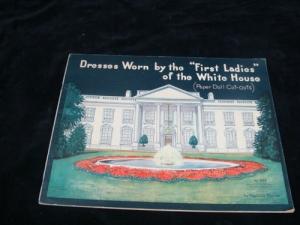 Dresses Worn by the "First Ladies"
of the White House
(Paper Doll Cut-outs)